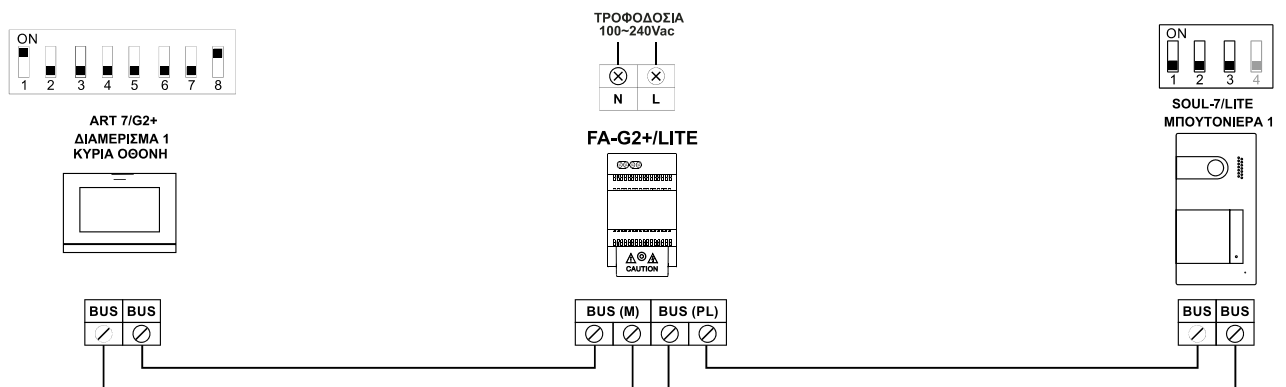 ON
1 2 3 4 5 6 7 8
ART 7/G2+
ΔΙΑΜΕΡΙΣΜΑ 1
ΚΥΡΙΑ ΟΘΟΝΗ
BUS BUS
ΤΡΟΦΟΔΟΣΙΑ
100~240Vac
N L
FA-G2+/LITE
CAUTION
BUS (M) BUS (PL)
ON
1 2 3 4
SOUL-7/LITE
ΜΠΟΥΤΟΝΙΕΡΑ 1
BUS BUS